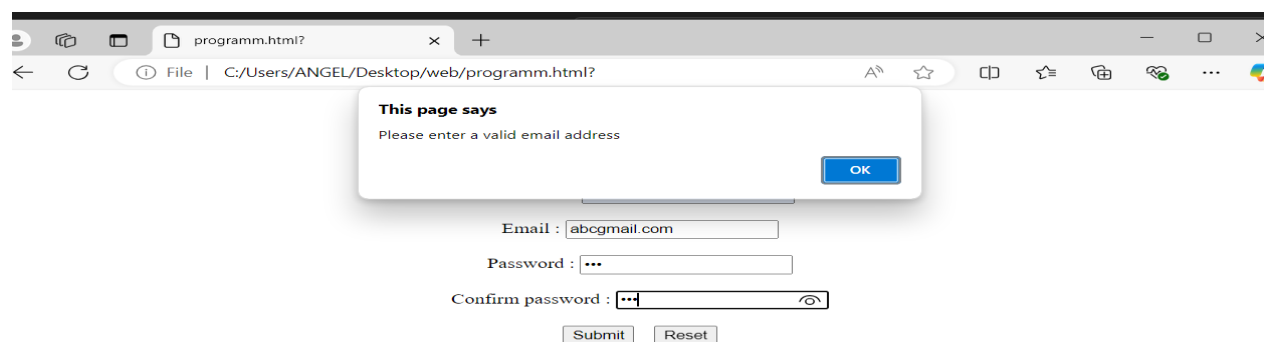 programm.html?
File | C:/Users/ANGEL/Desktop/web/programm.html?
This page says
Please enter a valid email address
OK
Email : abcgmail.com
Password : •••
Confirm password : •••
Submit Reset